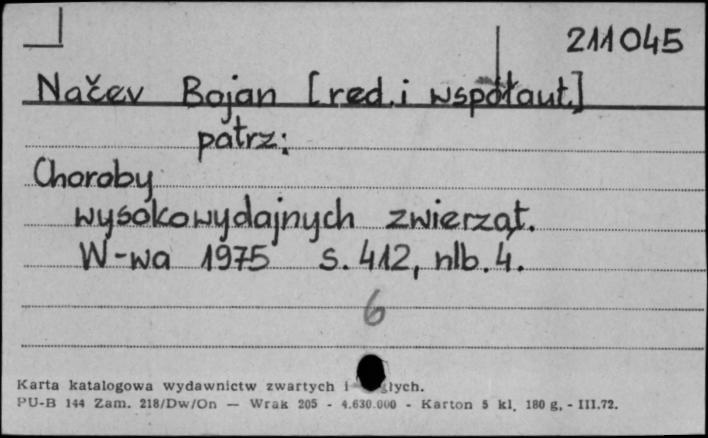 211045
Načev Bojan [red. i współaut.]
patrz:
Choroby
wysokowydajnych zwierząt.
W-wa 1975 s. 412, nlb. 4.
6
Karta katalogowa wydawnictw zwartych i
PU-B 144 Zam. 218/Dw/On — Wrak 205 - 4.630.000 - Karton 5 kl. 180 g. - III.72.